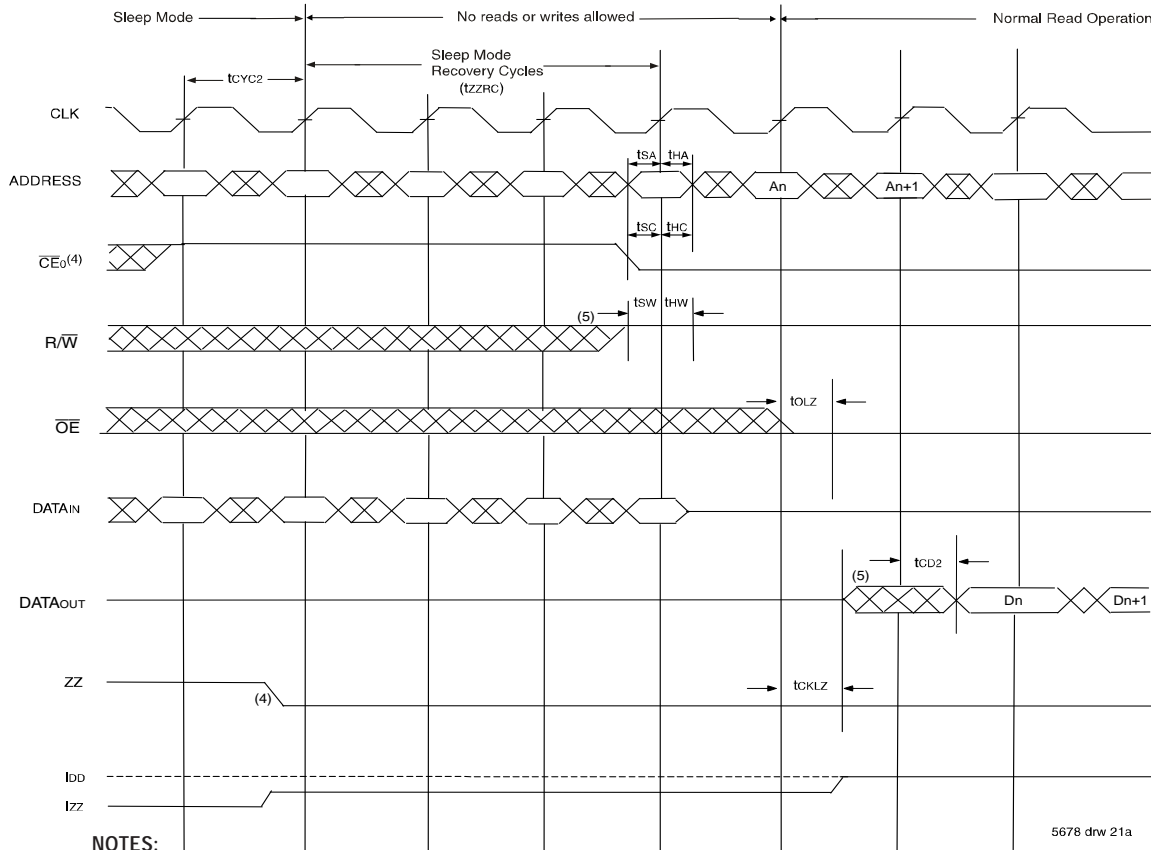 Sleep Mode
No reads or writes allowed
Normal Read Operation
Sleep Mode
Recovery Cycles
(tZZRC)
tCYC2
CLK
tSA tHA
ADDRESS
An
An+1
tSC tHC
CE0(4)
tSW tHW
(5)
R/W
tOLZ
OE
DATAIN
tCD2
(5)
DATAOUT
Dn
Dn+1
ZZ
(4)
tCKLZ
IDD
IZZ
5678 drw 21a
NOTES: